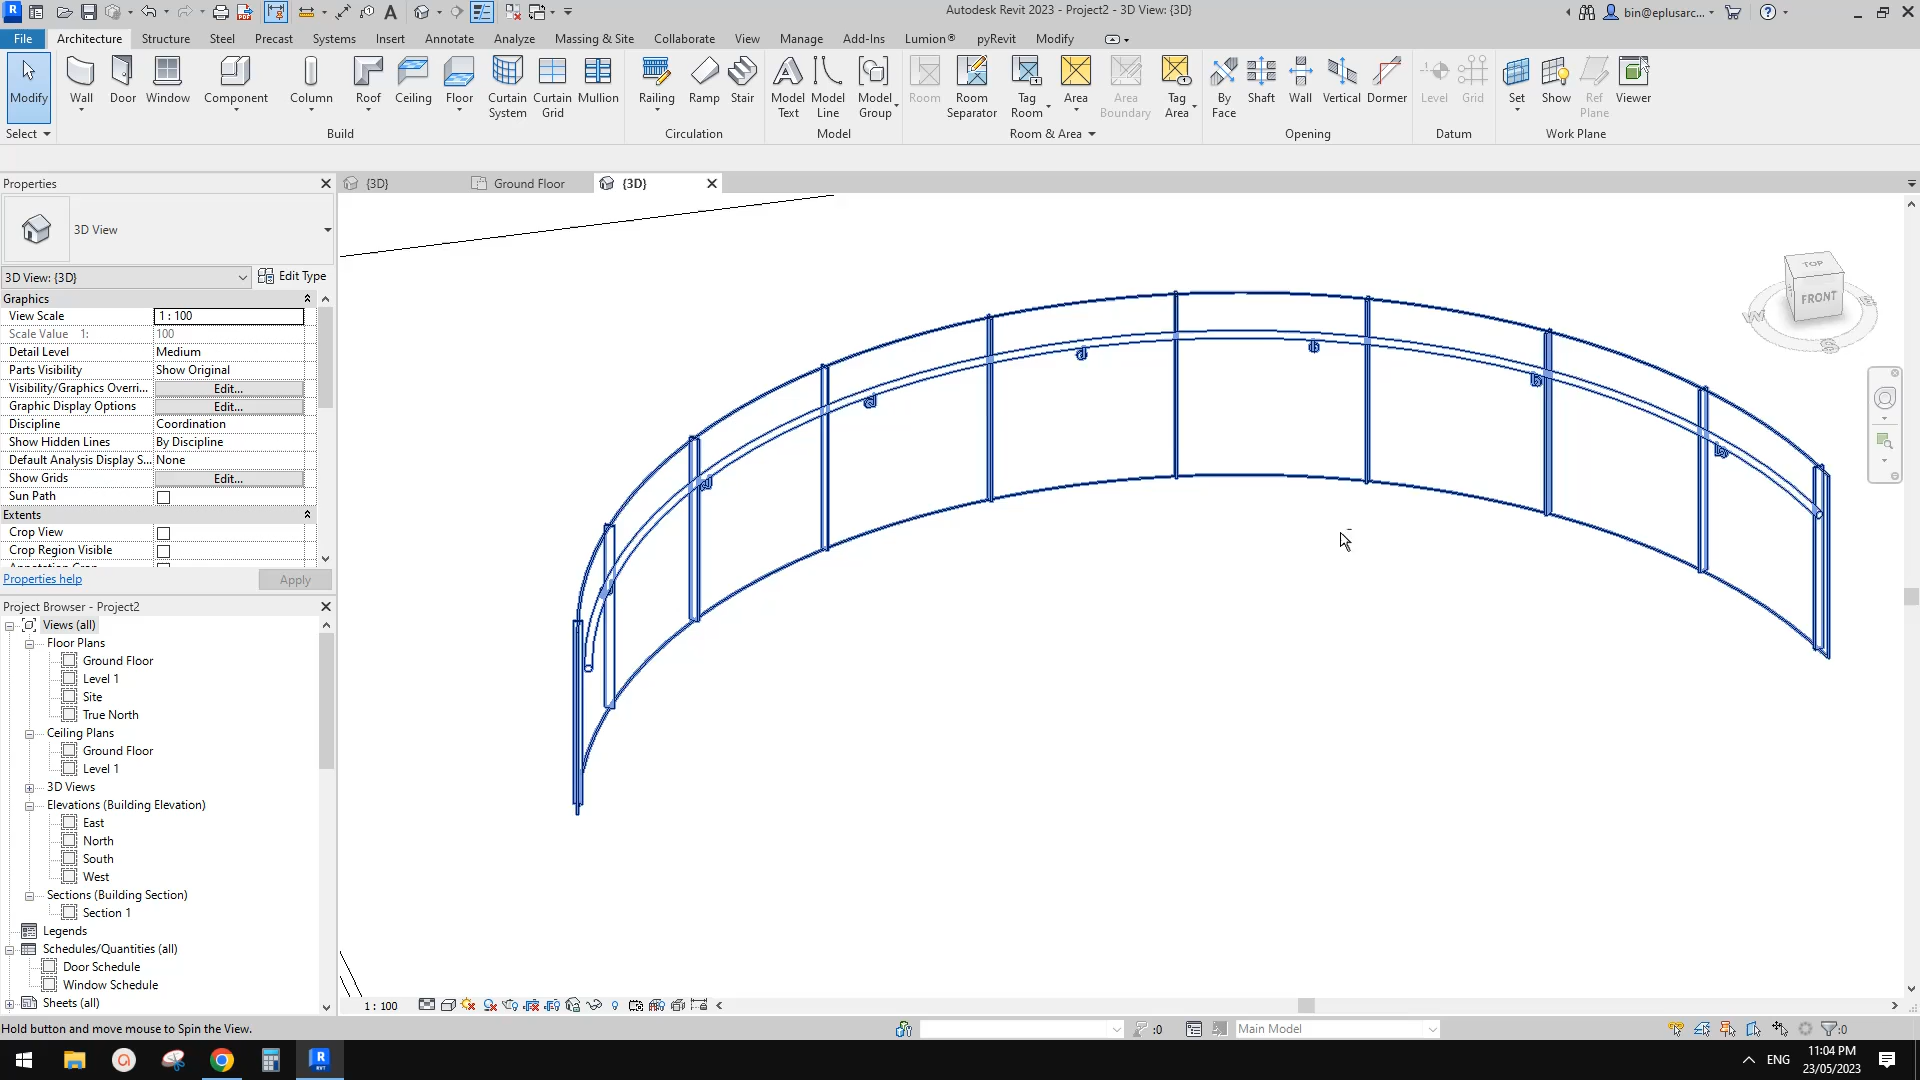 Autodesk Revit 2023 - Project2 - 3D View: {3D}
bin@eplusarc...
File Architecture Structure Steel Precast Systems Insert Annotate Analyze Massing & Site Collaborate View Manage Add-Ins Lumion® pyRevit Modify
Modify Wall Door Window Component Column Roof Ceiling Floor Curtain System Curtain Grid Mullion Railing Ramp Stair Model Text Model Line Model Group Room Room Separator Tag Room Area Area Boundary Tag Area By Face Shaft Wall Vertical Dormer Level Grid Set Show Ref Plane Viewer
Select Build Circulation Model Room & Area Opening Datum Work Plane
Properties
{3D} Ground Floor {3D}
3D View
3D View: {3D} Edit Type
Graphics
View Scale 1 : 100
Scale Value 1: 100
Detail Level Medium
Parts Visibility Show Original
Visibility/Graphics Overri... Edit...
Graphic Display Options Edit...
Discipline Coordination
Show Hidden Lines By Discipline
Default Analysis Display S... None
Show Grids Edit...
Sun Path
Extents
Crop View
Crop Region Visible
Properties help Apply
Project Browser - Project2
Views (all)
Floor Plans
Ground Floor
Level 1
Site
True North
Ceiling Plans
Ground Floor
Level 1
3D Views
Elevations (Building Elevation)
East
North
South
West
Sections (Building Section)
Section 1
Legends
Schedules/Quantities (all)
Door Schedule
Window Schedule
Sheets (all)
TOP
FRONT
W
S
1 : 100
Hold button and move mouse to Spin the View.
:0
Main Model
:0
ENG
11:04 PM
23/05/2023